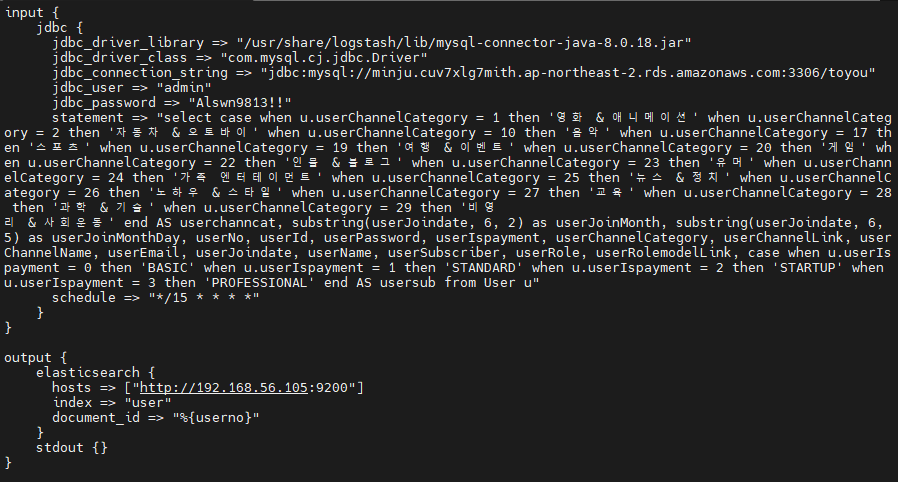 input {
    jdbc {
      jdbc_driver_library => "/usr/share/logstash/lib/mysql-connector-java-8.0.18.jar"
      jdbc_driver_class => "com.mysql.cj.jdbc.Driver"
      jdbc_connection_string => "jdbc:mysql://minju.cuv7xlg7mith.ap-northeast-2.rds.amazonaws.com:3306/toyou"
      jdbc_user => "admin"
      jdbc_password => "Alswn9813!!"
      statement => "select case when u.userChannelCategory = 1 then '영화 & 애니메이션' when u.userChannelCateg
ory = 2 then '자동차 & 오토바이' when u.userChannelCategory = 10 then '음악' when u.userChannelCategory = 17 th
en '스포츠' when u.userChannelCategory = 19 then '여행 & 이벤트' when u.userChannelCategory = 20 then '게임' wh
en u.userChannelCategory = 22 then '인물 & 블로그' when u.userChannelCategory = 23 then '유머' when u.userChann
elCategory = 24 then '가족 엔터테이먼트' when u.userChannelCategory = 25 then '뉴스 & 정치' when u.userChannelC
ategory = 26 then '노하우 & 스타일' when u.userChannelCategory = 27 then '교육' when u.userChannelCategory = 28
 then '과학 & 기술' when u.userChannelCategory = 29 then '비영
리 & 사회운동' end AS userchanncat, substring(userJoindate, 6, 2) as userJoinMonth, substring(userJoindate, 6,
5) as userJoinMonthDay, userNo, userId, userPassword, userIspayment, userChannelCategory, userChannelLink, user
ChannelName, userEmail, userJoindate, userName, userSubscriber, userRole, userRolemodelLink, case when u.userIs
payment = 0 then 'BASIC' when u.userIspayment = 1 then 'STANDARD' when u.userIspayment = 2 then 'STARTUP' when
u.userIspayment = 3 then 'PROFESSIONAL' end AS usersub from User u"
      schedule => "*/15 * * * *"
    }
}

output {
    elasticsearch {
      hosts => ["http://192.168.56.105:9200"]
      index => "user"
      document_id => "%{userno}"
    }
    stdout {}
}